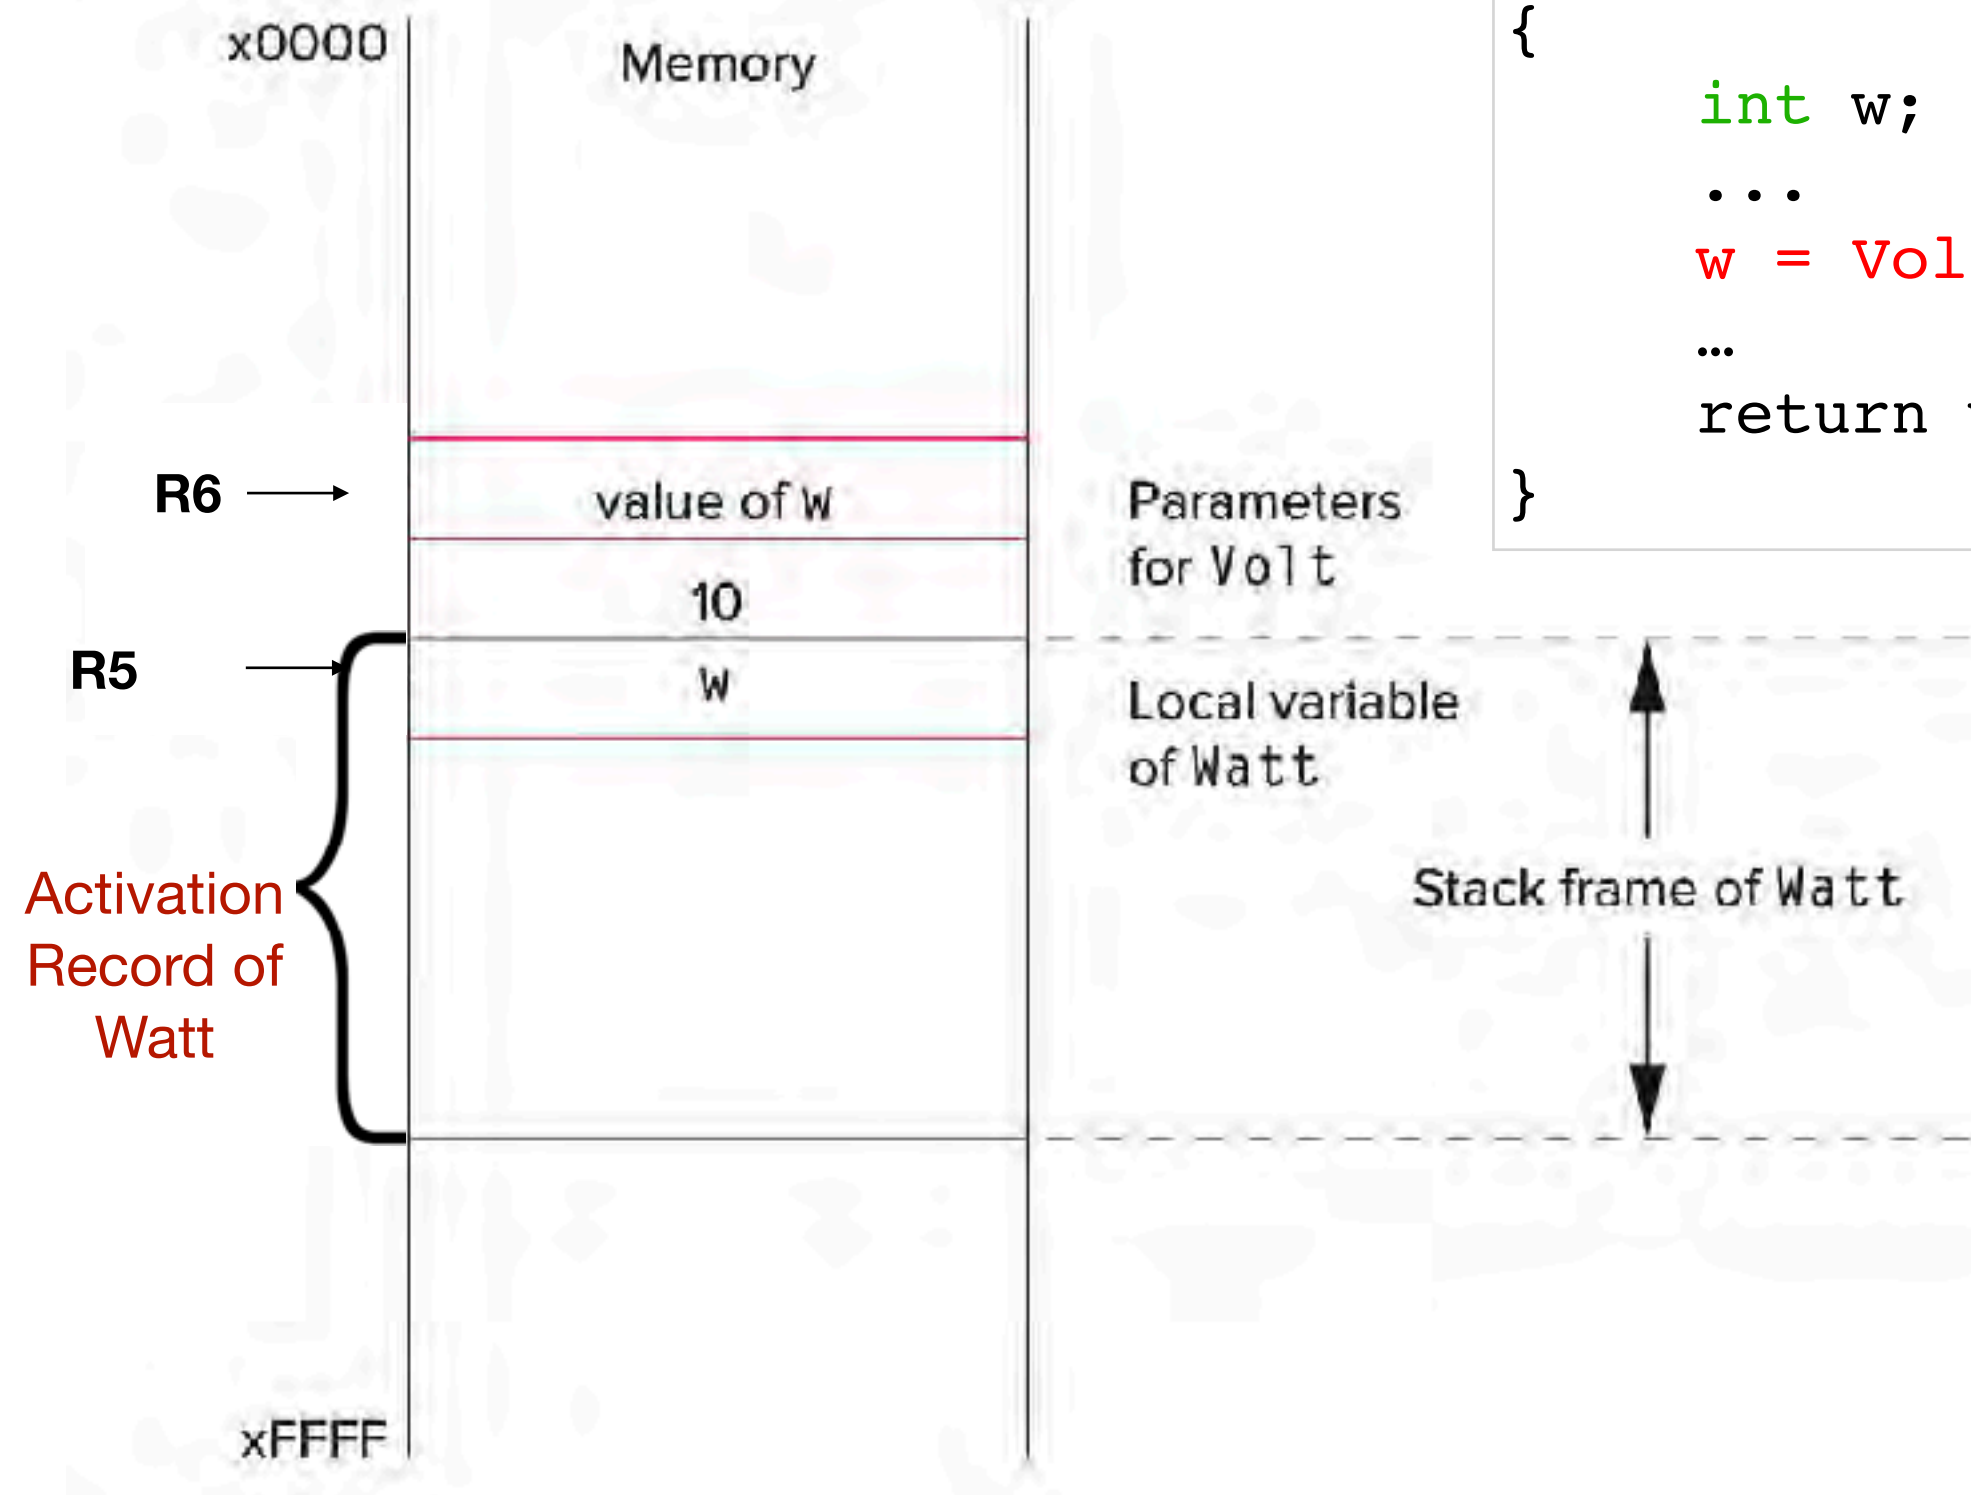 x0000
Memory
{
int w;
...
w = Vol
…
return
}
R6
value of w
Parameters
for Volt
10
R5
w
Local variable
of Watt
Activation
Record of
Watt
Stack frame of Watt
xFFFF